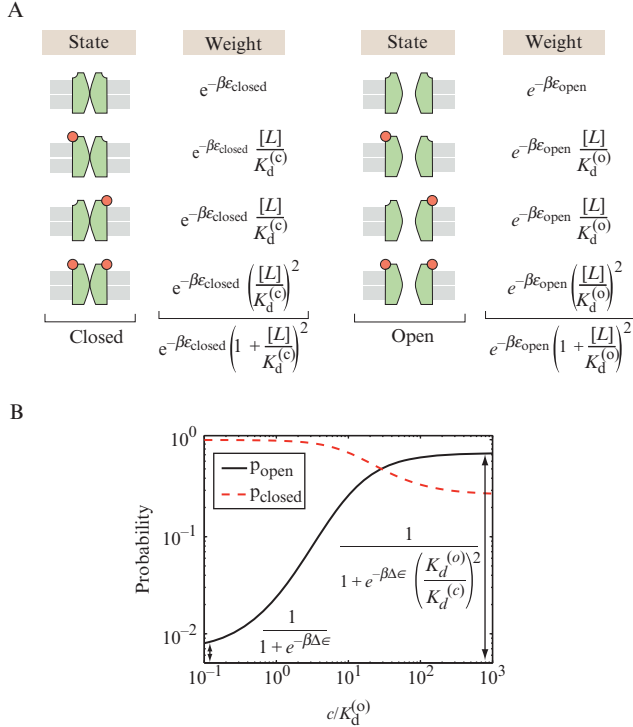 A
State Weight State Weight
e^{-βε_closed} e^{-βε_open}
e^{-βε_closed} [L]/K_d^{(c)} e^{-βε_open} [L]/K_d^{(o)}
e^{-βε_closed} [L]/K_d^{(c)} e^{-βε_open} [L]/K_d^{(o)}
e^{-βε_closed} ([L]/K_d^{(c)})^2 e^{-βε_open} ([L]/K_d^{(o)})^2
Closed e^{-βε_closed} (1 + [L]/K_d^{(c)})^2 Open e^{-βε_open} (1 + [L]/K_d^{(o)})^2
B
Probability
10^0
10^{-1}
10^{-2}
p_open
p_closed
1/(1 + e^{-βΔϵ} (K_d^{(o)}/K_d^{(c)})^2)
1/(1 + e^{-βΔϵ})
10^{-1} 10^0 10^1 10^2 10^3
c/K_d^{(o)}